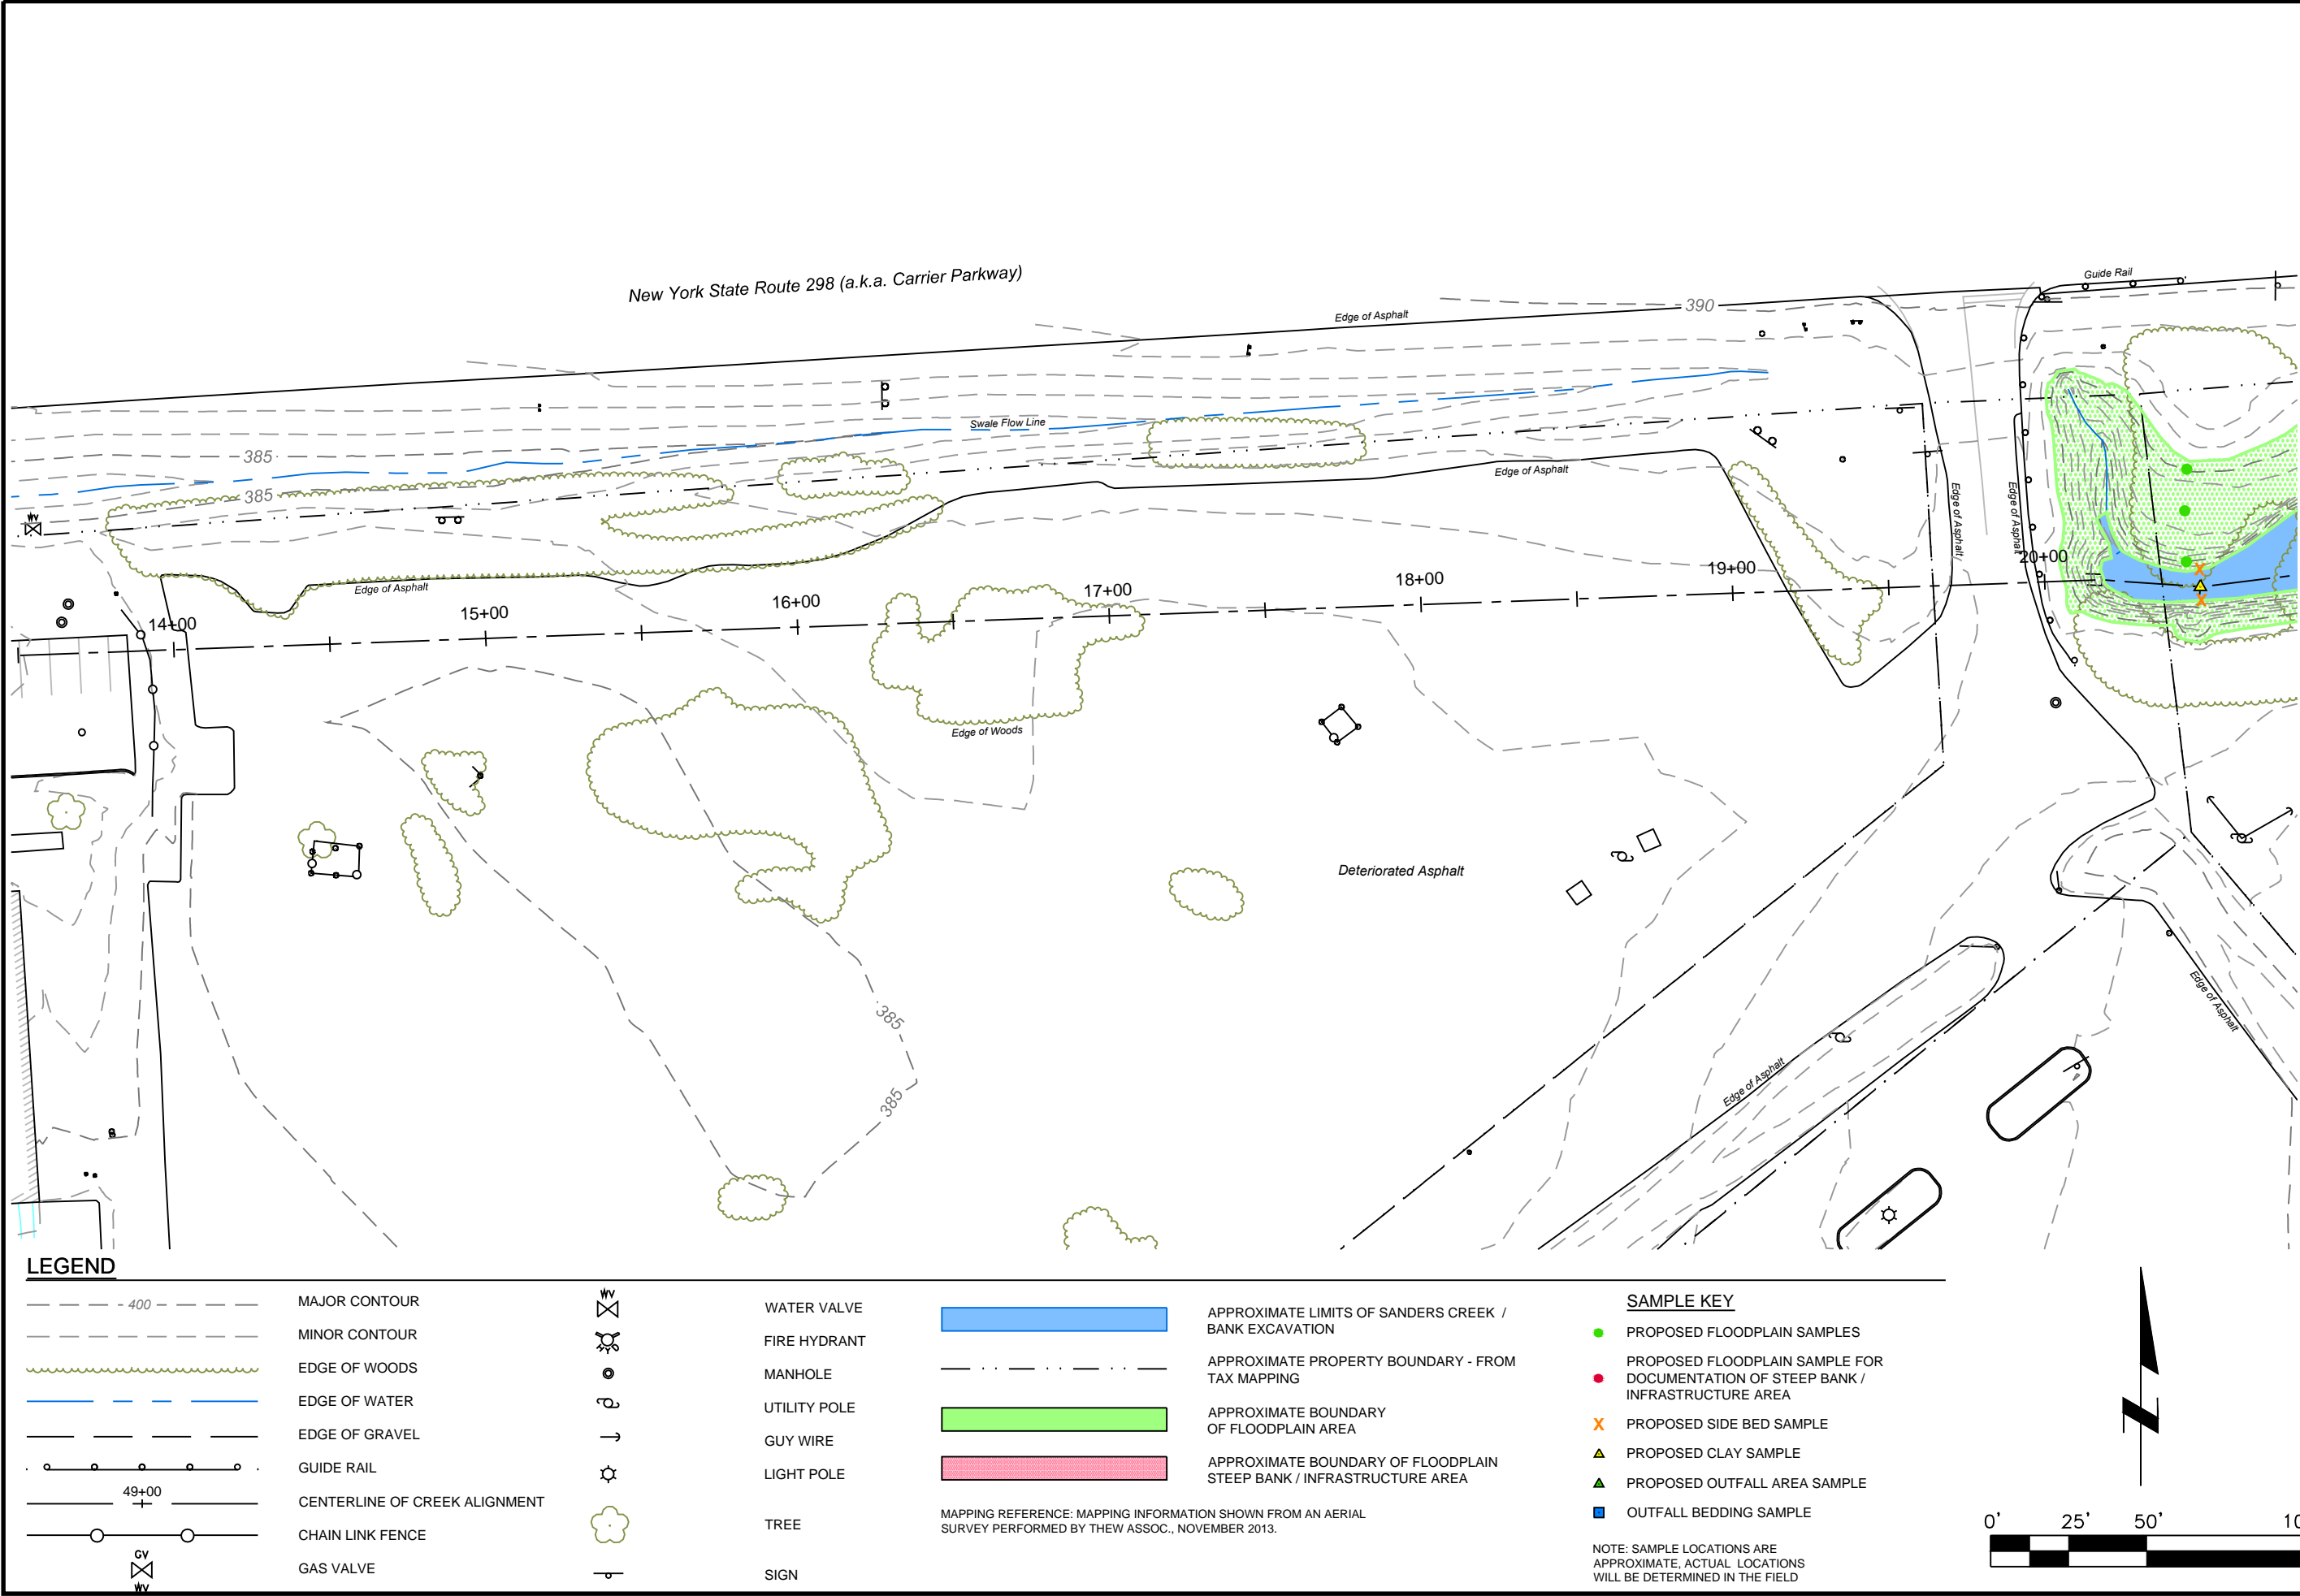 New York State Route 298 (a.k.a. Carrier Parkway)
Guide Rail
390
Edge of Asphalt
Swale Flow Line
385
Edge of Asphalt
385
WV
Edge of Asphalt
Edge of Asphalt
20+00
19+00
18+00
Edge of Asphalt
17+00
16+00
15+00
14+00
Edge of Woods
Deteriorated Asphalt
385
Edge of Asphalt
Edge of Asphalt
385
LEGEND
400
MAJOR CONTOUR
MINOR CONTOUR
EDGE OF WOODS
EDGE OF WATER
EDGE OF GRAVEL
GUIDE RAIL
49+00
CENTERLINE OF CREEK ALIGNMENT
CHAIN LINK FENCE
GV
GAS VALVE
WV
WV
WATER VALVE
FIRE HYDRANT
MANHOLE
UTILITY POLE
GUY WIRE
LIGHT POLE
TREE
SIGN
APPROXIMATE LIMITS OF SANDERS CREEK /
BANK EXCAVATION
APPROXIMATE PROPERTY BOUNDARY - FROM
TAX MAPPING
APPROXIMATE BOUNDARY
OF FLOODPLAIN AREA
APPROXIMATE BOUNDARY OF FLOODPLAIN
STEEP BANK / INFRASTRUCTURE AREA
MAPPING REFERENCE: MAPPING INFORMATION SHOWN FROM AN AERIAL
SURVEY PERFORMED BY THEW ASSOC., NOVEMBER 2013.
SAMPLE KEY
PROPOSED FLOODPLAIN SAMPLES
PROPOSED FLOODPLAIN SAMPLE FOR
DOCUMENTATION OF STEEP BANK /
INFRASTRUCTURE AREA
X PROPOSED SIDE BED SAMPLE
PROPOSED CLAY SAMPLE
PROPOSED OUTFALL AREA SAMPLE
OUTFALL BEDDING SAMPLE
NOTE: SAMPLE LOCATIONS ARE
APPROXIMATE, ACTUAL LOCATIONS
WILL BE DETERMINED IN THE FIELD
N
0' 25' 50'